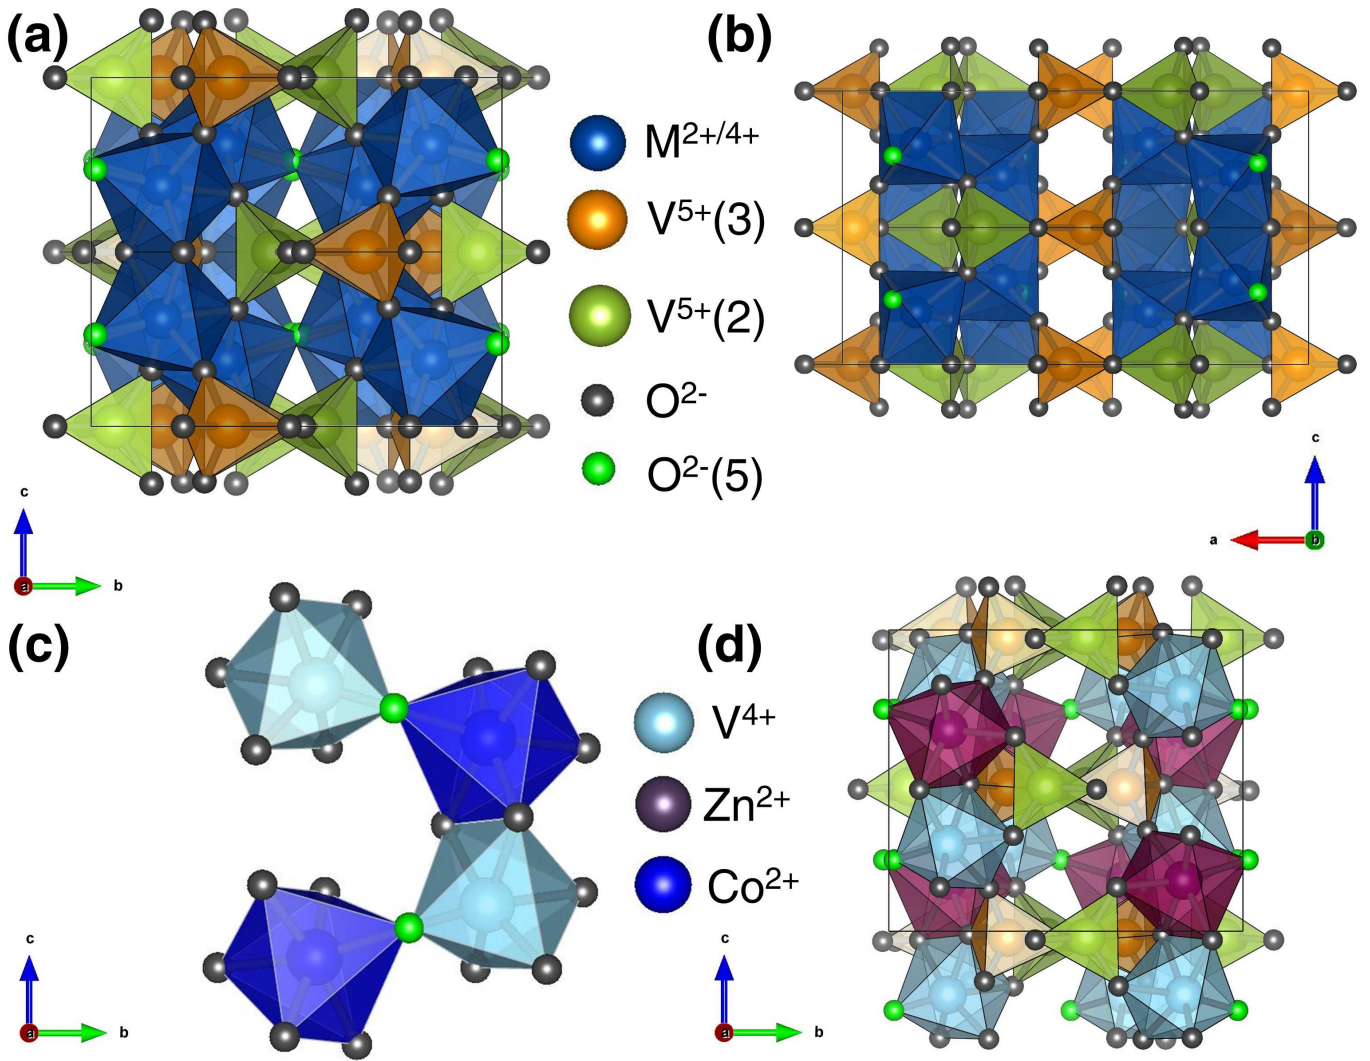 (a)
(b)
M2+/4+
V5+(3)
V5+(2)
O2-
O2-(5)
c
a
b
c
a
b
(c)
(d)
V4+
Zn2+
Co2+
c
a
b
c
a
b